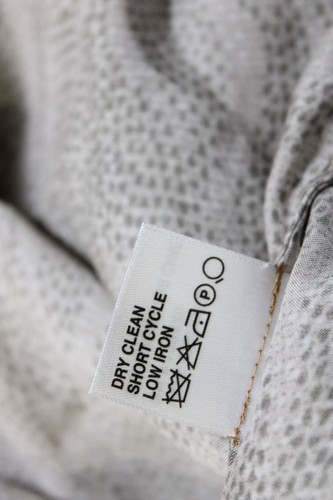 DRY CLEAN
SHORT CYCLE
LOW IRON
P